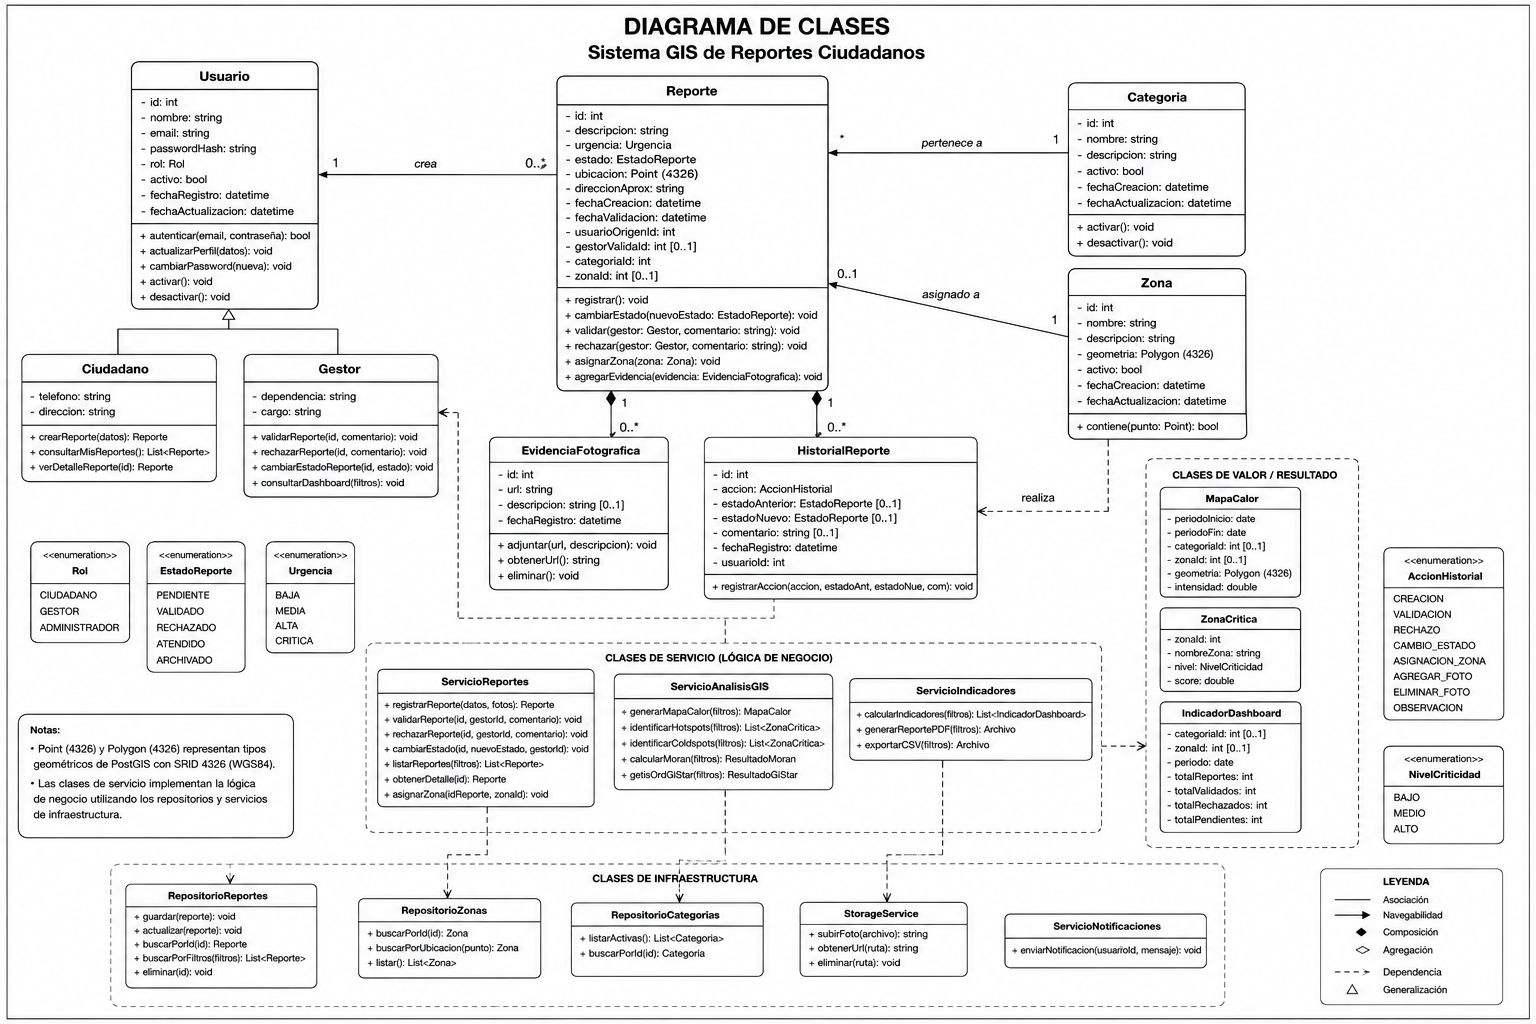 DIAGRAMA DE CLASES
Sistema GIS de Reportes Ciudadanos
Usuario
- id: int
- nombre: string
- email: string
- passwordHash: string
- rol: Rol
- activo: bool
- fechaRegistro: datetime
- fechaActualizacion: datetime
+ autenticar(email, contraseña): bool
+ actualizarPerfil(datos): void
+ cambiarPassword(nueva): void
+ activar(): void
+ desactivar(): void
1
crea
0..*
Reporte
- id: int
- descripcion: string
- urgencia: Urgencia
- estado: EstadoReporte
- ubicacion: Point (4326)
- direccionAprox: string
- fechaCreacion: datetime
- fechaValidacion: datetime
- usuarioOrigenId: int
- gestorValidaId: int [0..1]
- categoriaId: int
- zonaId: int [0..1]
+ registrar(): void
+ cambiarEstado(nuevoEstado: EstadoReporte): void
+ validar(gestor: Gestor, comentario: string): void
+ rechazar(gestor: Gestor, comentario: string): void
+ asignarZona(zona: Zona): void
+ agregarEvidencia(evidencia: EvidenciaFotografica): void
*
pertenece a
1
Categoria
- id: int
- nombre: string
- descripcion: string
- activo: bool
- fechaCreacion: datetime
- fechaActualizacion: datetime
+ activar(): void
+ desactivar(): void
0..1
asignado a
1
Zona
- id: int
- nombre: string
- descripcion: string
- geometria: Polygon (4326)
- activo: bool
- fechaCreacion: datetime
- fechaActualizacion: datetime
+ contiene(punto: Point): bool
Ciudadano
- telefono: string
- direccion: string
+ crearReporte(datos): Reporte
+ consultarMisReportes(): List<Reporte>
+ verDetalleReporte(id): Reporte
Gestor
- dependencia: string
- cargo: string
+ validarReporte(id, comentario): void
+ rechazarReporte(id, comentario): void
+ cambiarEstadoReporte(id, estado): void
+ consultarDashboard(filtros): void
1
0..*
1
0..*
EvidenciaFotografica
- id: int
- url: string
- descripcion: string [0..1]
- fechaRegistro: datetime
+ adjuntar(url, descripcion): void
+ obtenerUrl(): string
+ eliminar(): void
HistorialReporte
- id: int
- accion: AccionHistorial
- estadoAnterior: EstadoReporte [0..1]
- estadoNuevo: EstadoReporte [0..1]
- comentario: string [0..1]
- fechaRegistro: datetime
- usuarioId: int
+ registrarAccion(accion, estadoAnt, estadoNue, com): void
realiza
<<enumeration>>
Rol
CIUDADANO
GESTOR
ADMINISTRADOR
<<enumeration>>
EstadoReporte
PENDIENTE
VALIDADO
RECHAZADO
ATENDIDO
ARCHIVADO
<<enumeration>>
Urgencia
BAJA
MEDIA
ALTA
CRITICA
CLASES DE VALOR / RESULTADO
MapaCalor
- periodoInicio: date
- periodoFin: date
- categoriaId: int [0..1]
- zonaId: int [0..1]
- geometria: Polygon (4326)
- intensidad: double
ZonaCritica
- zonaId: int
- nombreZona: string
- nivel: NivelCriticidad
- score: double
IndicadorDashboard
- categoriaId: int [0..1]
- zonaId: int [0..1]
- periodo: date
- totalReportes: int
- totalValidados: int
- totalRechazados: int
- totalPendientes: int
<<enumeration>>
AccionHistorial
CREACION
VALIDACION
RECHAZO
CAMBIO_ESTADO
ASIGNACION_ZONA
AGREGAR_FOTO
ELIMINAR_FOTO
OBSERVACION
<<enumeration>>
NivelCriticidad
BAJO
MEDIO
ALTO
Notas:
• Point (4326) y Polygon (4326) representan tipos
geométricos de PostGIS con SRID 4326 (WGS84).
• Las clases de servicio implementan la lógica
de negocio utilizando los repositorios y servicios
de infraestructura.
CLASES DE SERVICIO (LÓGICA DE NEGOCIO)
ServicioReportes
+ registrarReporte(datos, fotos): Reporte
+ validarReporte(id, gestorId, comentario): void
+ rechazarReporte(id, gestorId, comentario): void
+ cambiarEstado(id, nuevoEstado, gestorId): void
+ listarReportes(filtros): List<Reporte>
+ obtenerDetalle(id): Reporte
+ asignarZona(idReporte, zonaId): void
ServicioAnalisisGIS
+ generarMapaCalor(filtros): MapaCalor
+ identificarHotspots(filtros): List<ZonaCritica>
+ identificarColdspots(filtros): List<ZonaCritica>
+ calcularMoran(filtros): ResultadoMoran
+ getisOrdGiStar(filtros): ResultadoGiStar
ServicioIndicadores
+ calcularIndicadores(filtros): List<IndicadorDashboard>
+ generarReportePDF(filtros): Archivo
+ exportarCSV(filtros): Archivo
CLASES DE INFRAESTRUCTURA
RepositorioReportes
+ guardar(reporte): void
+ actualizar(reporte): void
+ buscarPorId(id): Reporte
+ buscarPorFiltros(filtros): List<Reporte>
+ eliminar(id): void
RepositorioZonas
+ buscarPorId(id): Zona
+ buscarPorUbicacion(punto): Zona
+ listar(): List<Zona>
RepositorioCategorias
+ listarActivas(): List<Categoria>
+ buscarPorId(id): Categoria
StorageService
+ subirFoto(archivo): string
+ obtenerUrl(ruta): string
+ eliminar(ruta): void
ServicioNotificaciones
+ enviarNotificacion(usuarioId, mensaje): void
LEYENDA
Asociación
Navegabilidad
Composición
Agregación
Dependencia
Generalización